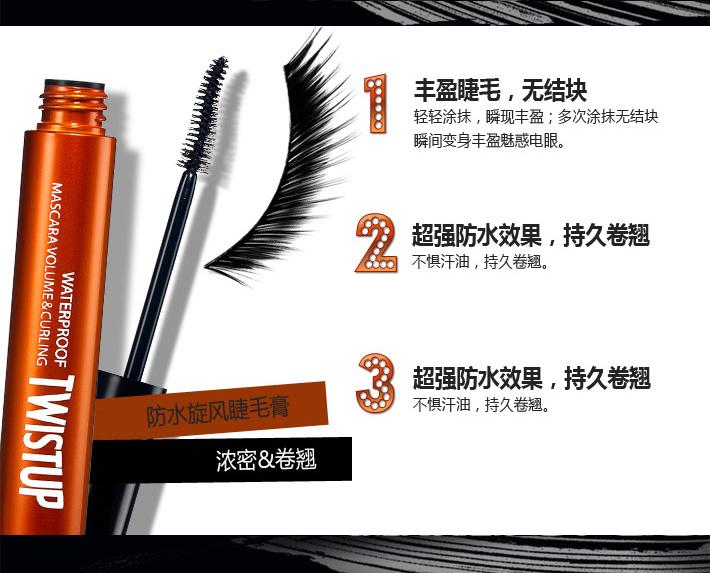 MASCARA VOLUME&CURLING
WATERPROOF
TWISTUP
防水旋风睫毛膏
浓密&卷翘
1
丰盈睫毛，无结块
轻轻涂抹，瞬现丰盈；多次涂抹无结块
瞬间变身丰盈魅惑电眼。
2
超强防水效果，持久卷翘
不惧汗油，持久卷翘。
3
超强防水效果，持久卷翘
不惧汗油，持久卷翘。